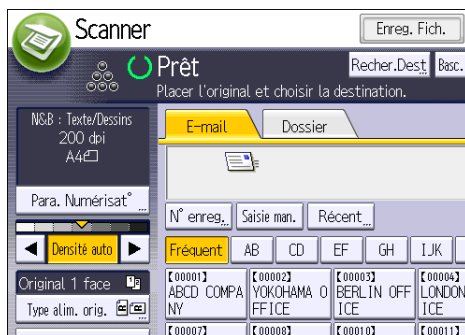 Scanner
Enreg. Fich.
Prêt
Recher.Dest
Basc.
Placer l'original et choisir la destination.
N&B : Texte/Dessins
200 dpi
A4
E-mail
Dossier
Para. Numérisat°
N° enreg.
Saisie man.
Récent
Densité auto
Fréquent
AB
CD
EF
GH
IJK
Original 1 face
Type alim. orig.
[00001]
ABCD COMPA
NY
[00002]
YOKOHAMA O
FFICE
[00003]
BERLIN OFF
ICE
[00004]
LONDON
ICE
[00007]
[00008]
[00010]
[00011]